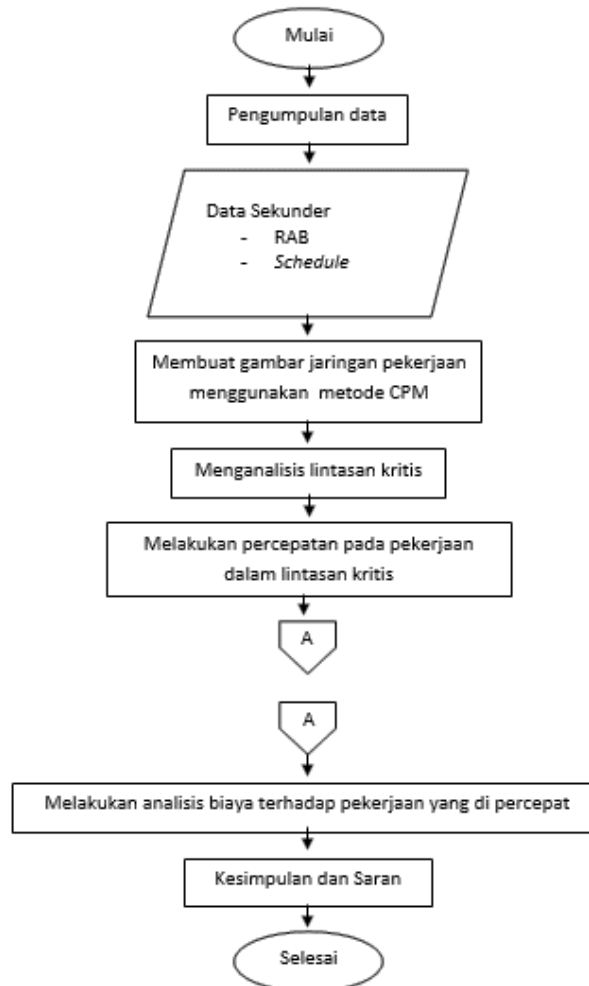 Mulai
Pengumpulan data
Data Sekunder
- RAB
- Schedule
Membuat gambar jaringan pekerjaan
menggunakan metode CPM
Menganalisis lintasan kritis
Melakukan percepatan pada pekerjaan
dalam lintasan kritis
A
A
Melakukan analisis biaya terhadap pekerjaan yang di percepat
Kesimpulan dan Saran
Selesai